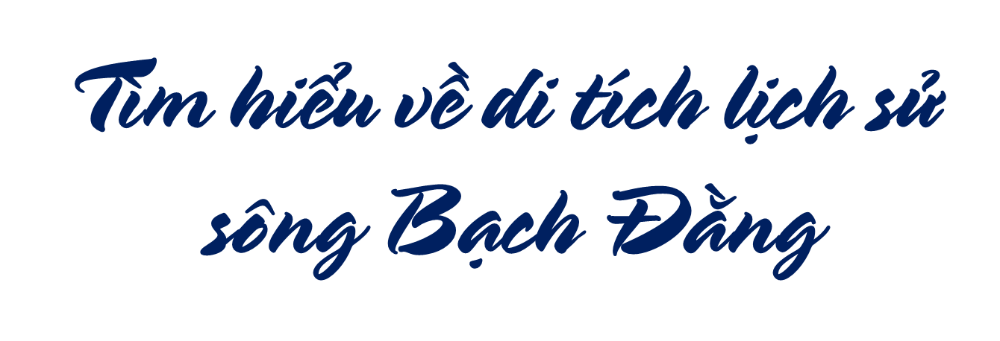 Tìm hiểu về di tích lịch sử
sông Bạch Đằng